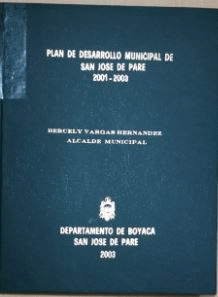 PLAN DE DESARROLLO MUNICIPAL DE
SAN JOSE DE PARE
2001-2003
BERCELY VARGAS HERNANDEZ
ALCALDE MUNICIPAL
DEPARTAMENTO DE BOYACA
SAN JOSE DE PARE
2003